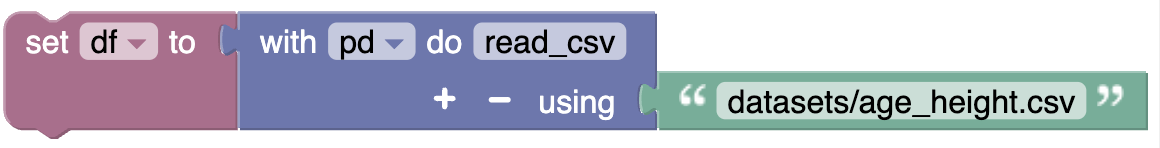 set df to with pd do read_csv
+ - using “ datasets/age_height.csv ”